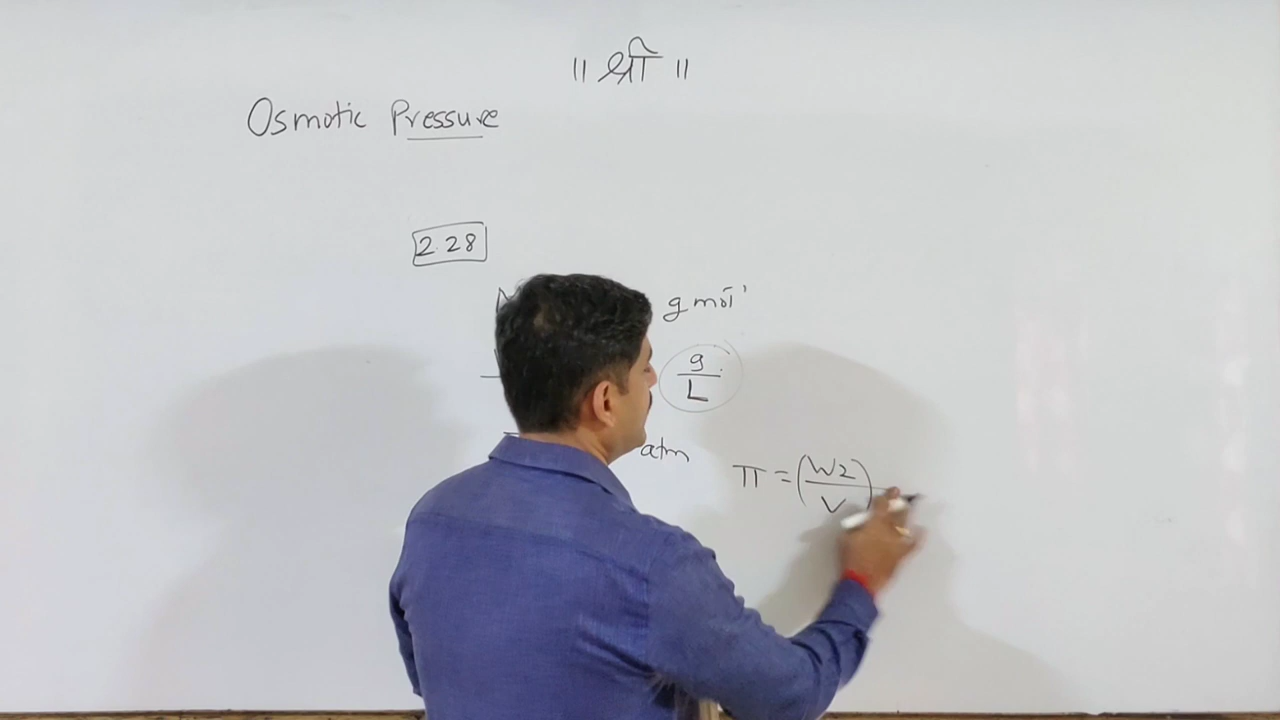 ॥ श्री ॥
Osmotic Pressure
2.28
g mol⁻¹
g/L
atm
π = (W2/V)